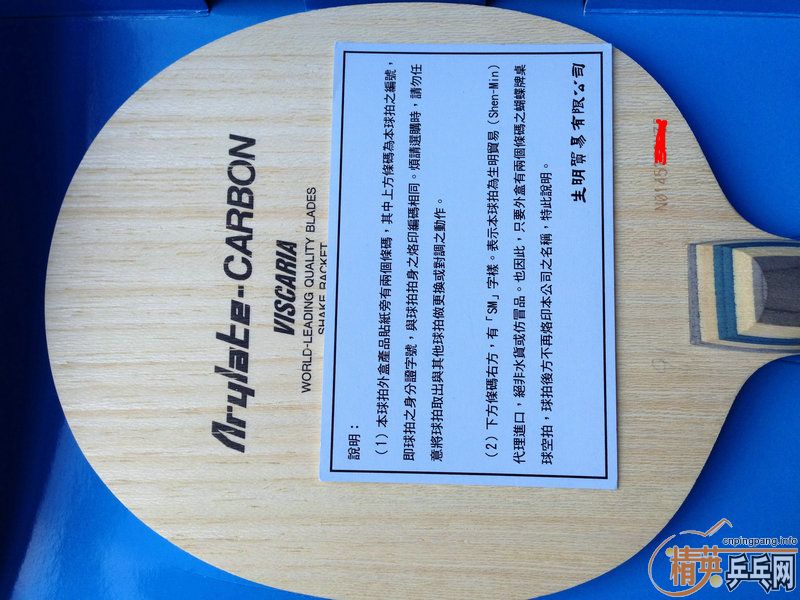 Arylate-CARBON
VISCARIA
WORLD-LEADING QUALITY BLADES
SHAKE RACKET
說明：
(1) 本球拍外盒產品貼紙旁有兩個條碼，其中上方條碼為本球拍之編號，
即球拍之身分證字號，與球拍拍身之烙印編碼相同。煩請選購時，請勿任
意將球拍取出與其他球拍做更換或對調之動作。
(2) 下方條碼右方，有「SM」字樣。表示本球拍為生明貿易(Shen-Min)
代理進口，絕非水貨或仿冒品。也因此，只要外盒有兩個條碼之蝴蝶牌桌
球空拍，球拍後方不再烙印本公司之名稱，特此說明。
生明貿易有限公司
N0145
cnpingpang.info
精英乒乓网